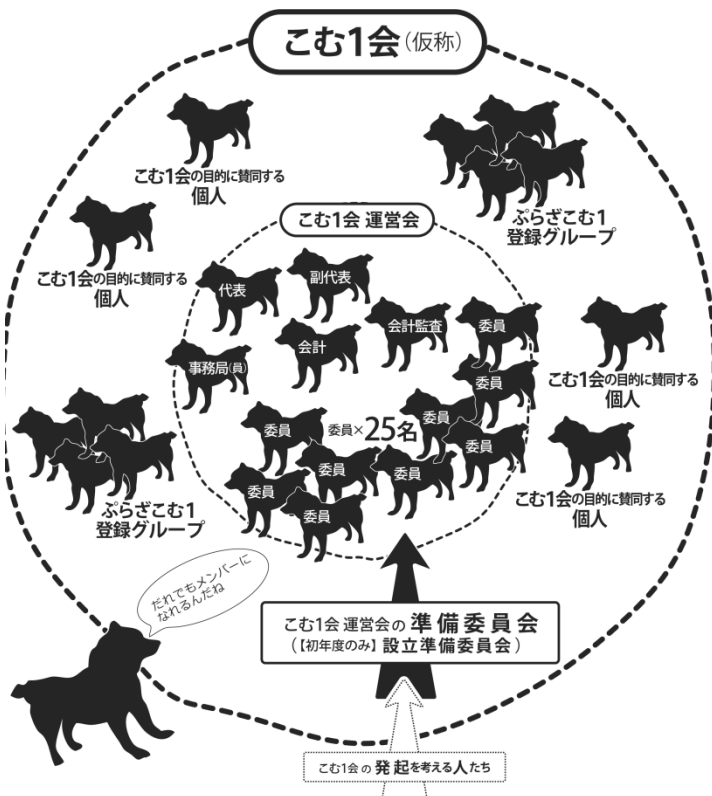 こむ1会(仮称)
こむ1会の目的に賛同する
個人
ぷらざこむ1
登録グループ
こむ1会の目的に賛同する
個人
こむ1会 運営会
代表
副代表
会計
会計監査
委員
事務局(員)
委員
こむ1会の目的に賛同する
個人
委員
委員×25名
委員
委員
委員
委員
委員
委員
ぷらざこむ1
登録グループ
こむ1会の目的に賛同する
個人
だれでもメンバーに
なれるんだね
こむ1会 運営会の 準備委員会
(【初年度のみ】設立準備委員会)
こむ1会の発起を考える人たち